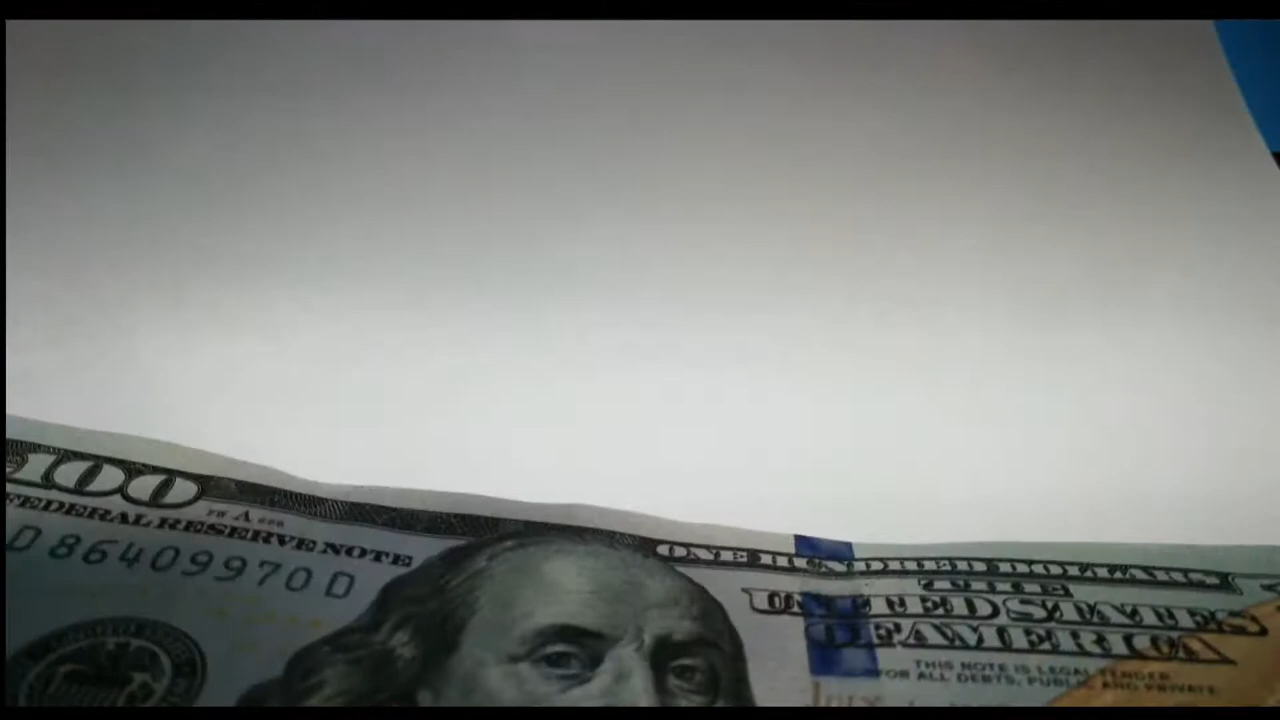 100
FEDERAL RESERVE NOTE
D 86409970 D
ONE HUNDRED DOLLARS
THE
UNITED STATES
OF AMERICA
THIS NOTE IS LEGAL TENDER
FOR ALL DEBTS, PUBLIC AND PRIVATE